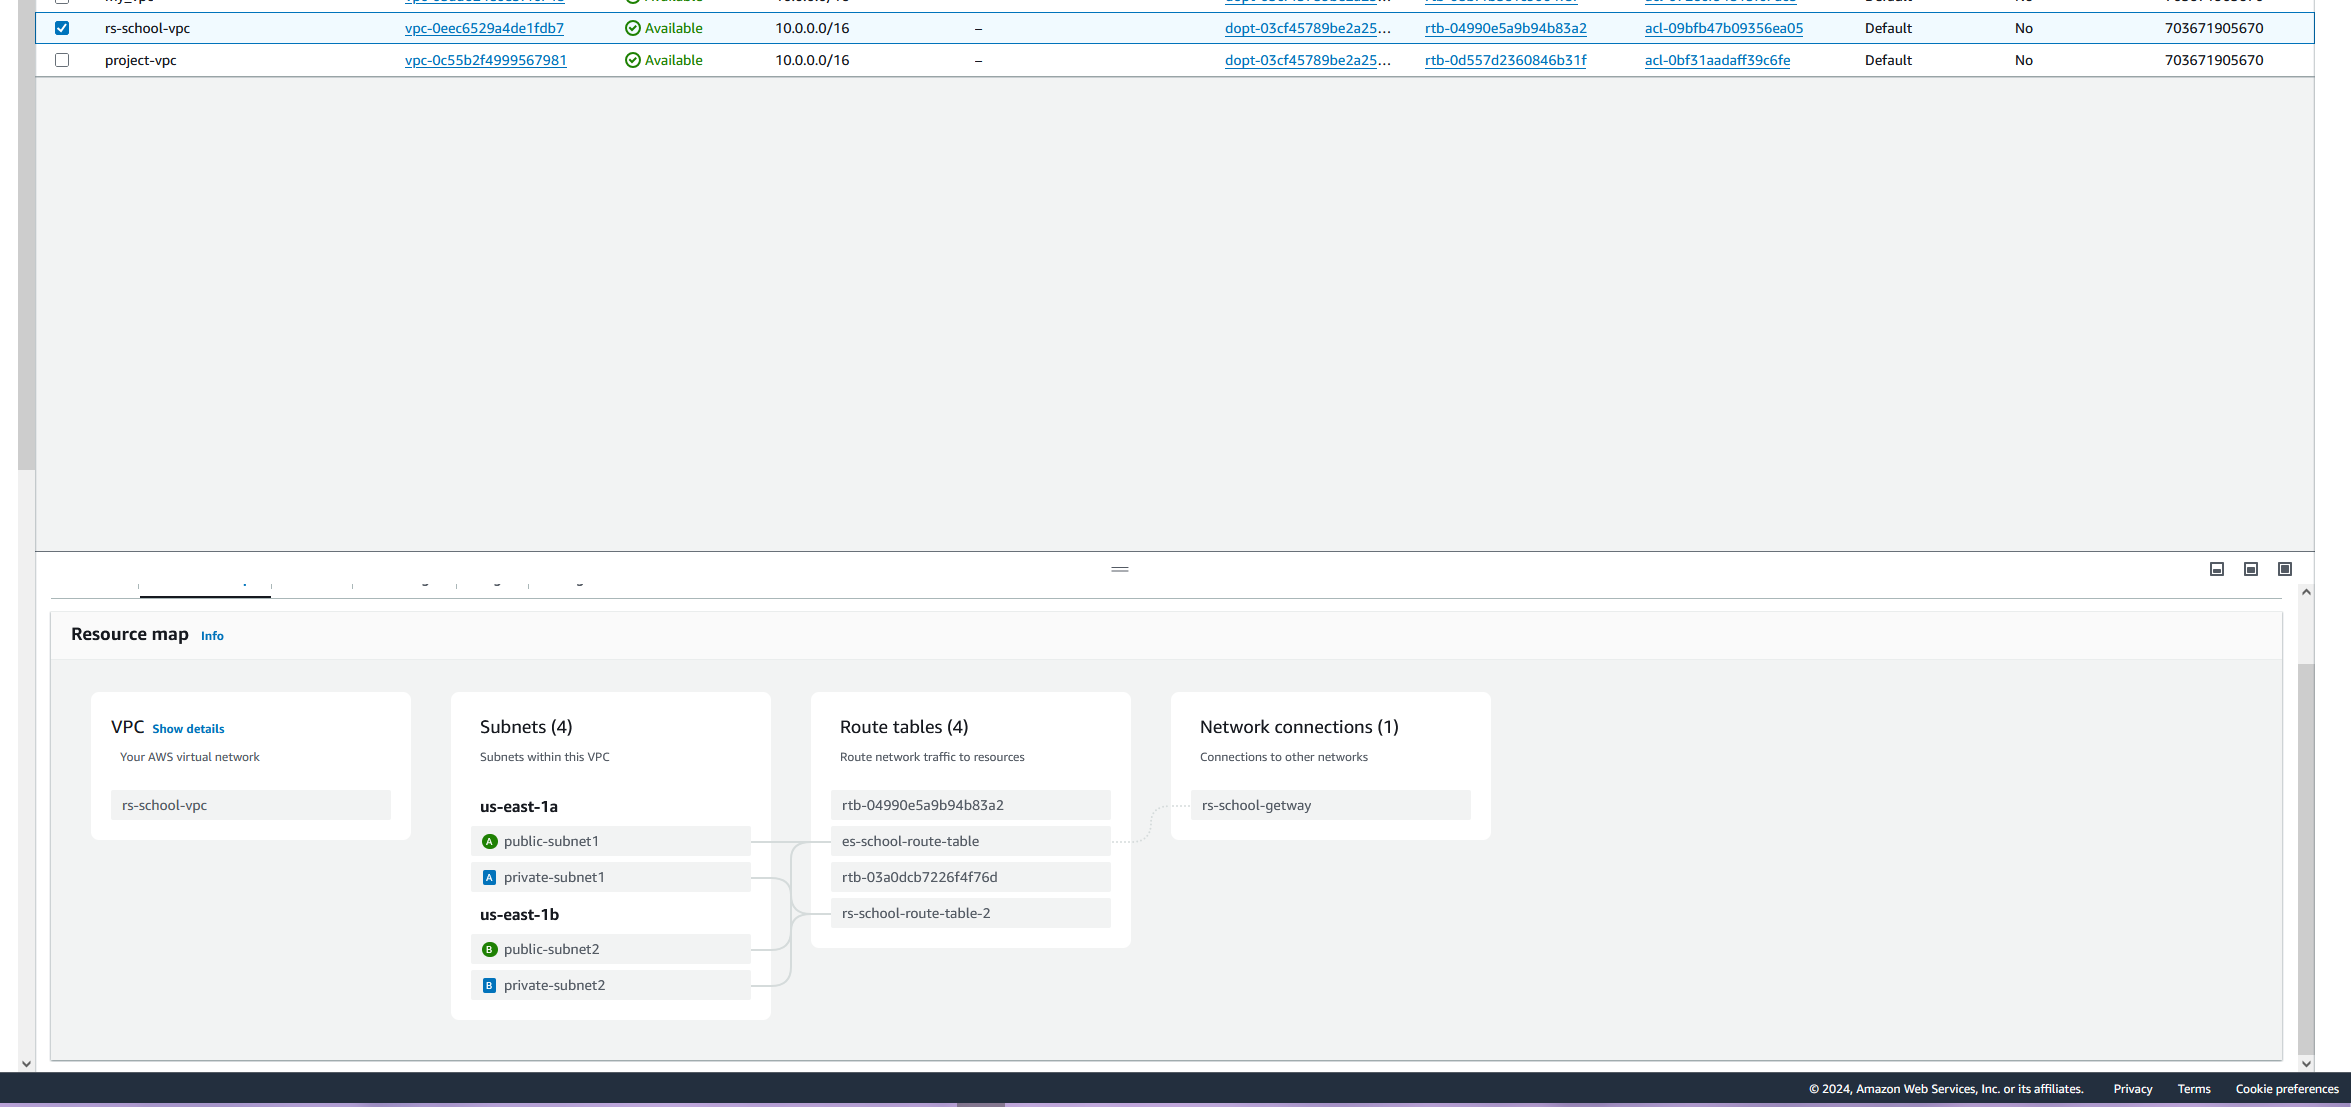 rs-school-vpc vpc-0eec6529a4de1fdb7 Available 10.0.0.0/16 – dopt-03cf45789be2a25... rtb-04990e5a9b94b83a2 acl-09bfb47b09356ea05 Default No 703671905670
project-vpc vpc-0c55b2f4999567981 Available 10.0.0.0/16 – dopt-03cf45789be2a25... rtb-0d557d2360846b31f acl-0bf31aadaff39c6fe Default No 703671905670
Resource map Info
VPC Show details
Your AWS virtual network
rs-school-vpc
Subnets (4)
Subnets within this VPC
us-east-1a
A public-subnet1
A private-subnet1
us-east-1b
B public-subnet2
B private-subnet2
Route tables (4)
Route network traffic to resources
rtb-04990e5a9b94b83a2
es-school-route-table
rtb-03a0dcb7226f4f76d
rs-school-route-table-2
Network connections (1)
Connections to other networks
rs-school-getway
© 2024, Amazon Web Services, Inc. or its affiliates. Privacy Terms Cookie preferences